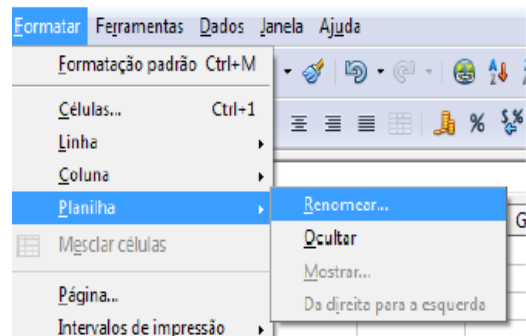 Formatar Ferramentas Dados Janela Ajuda
Formatação padrão Ctrl+M
Células... Ctrl+1
Linha
Coluna
Planilha
Renomear...
Ocultar
Mostrar...
Da direita para a esquerda
Mesclar células
Página...
Intervalos de impressão
%
G